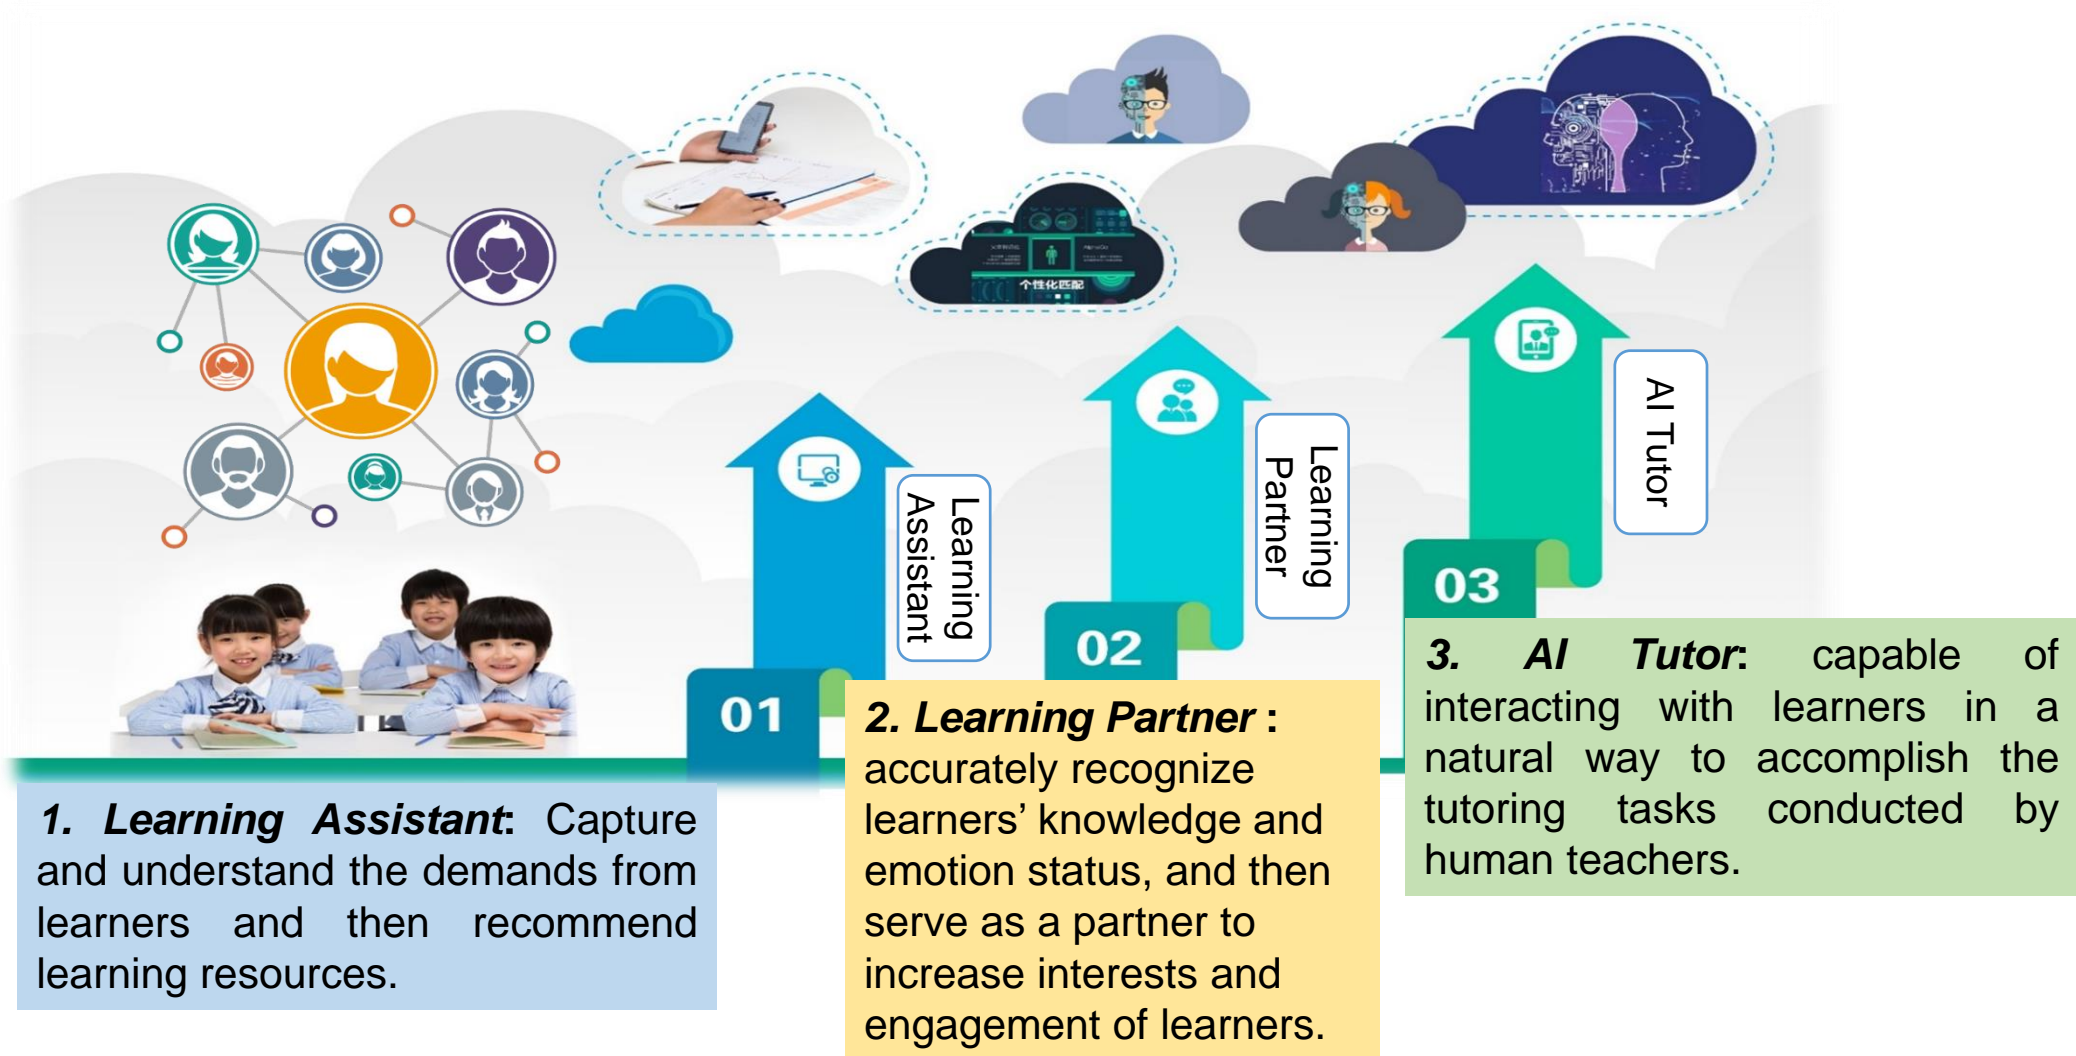 个性化匹配
AI Tutor
Learning
Partner
Learning
Assistant
03
02
01
3. AI Tutor: capable of
interacting with learners in a
natural way to accomplish the
tutoring tasks conducted by
human teachers.
2. Learning Partner :
accurately recognize
learners’ knowledge and
emotion status, and then
serve as a partner to
increase interests and
engagement of learners.
1. Learning Assistant: Capture
and understand the demands from
learners and then recommend
learning resources.